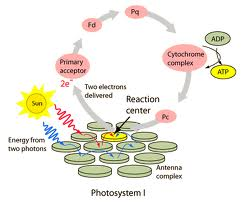 Pq
Fd
ADP
Cytochrome
complex
ATP
Primary
acceptor
2e-
Two electrons
delivered
Sun
Reaction
center
Pc
Energy from
two photons
Antenna
complex
Photosystem I